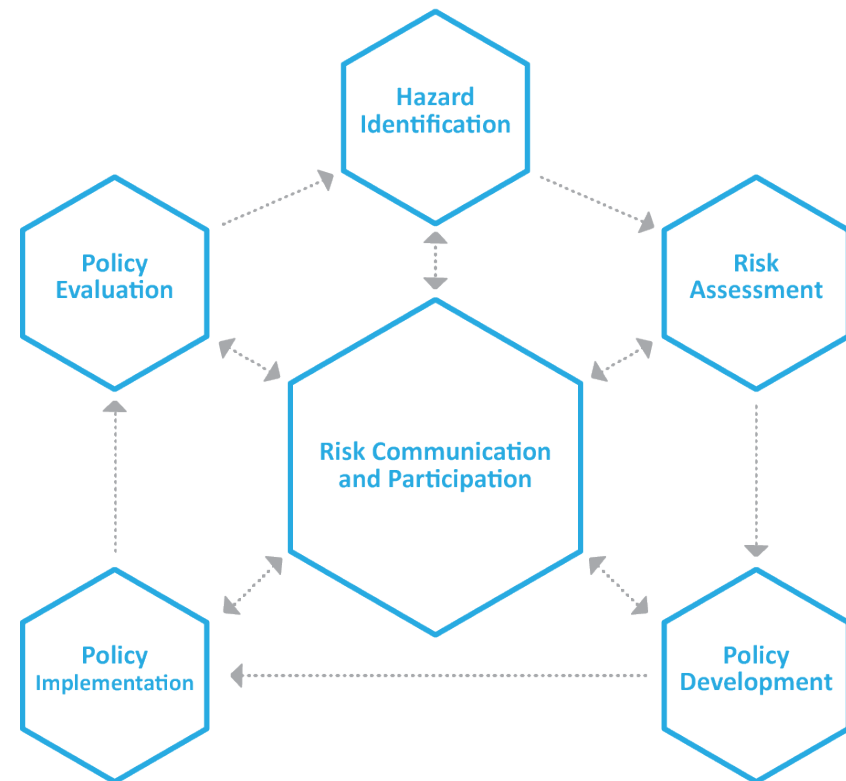 Hazard
Identification
Policy
Evaluation
Risk
Assessment
Risk Communication
and Participation
Policy
Implementation
Policy
Development